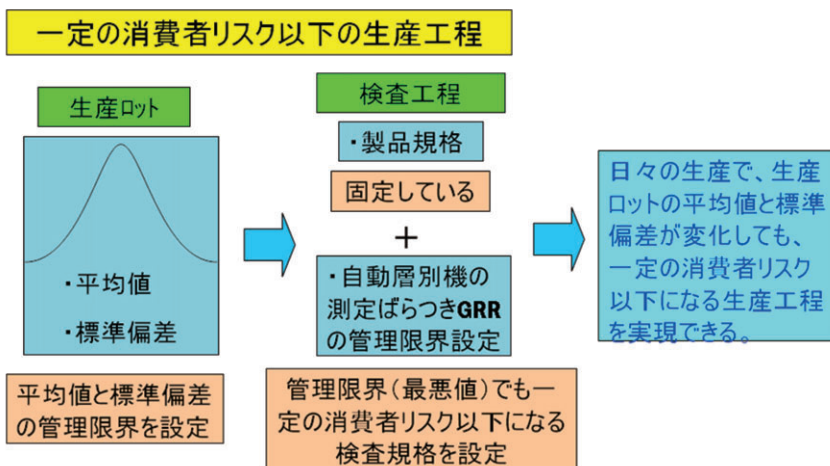 一定の消費者リスク以下の生産工程
生産ロット
・平均値
・標準偏差
平均値と標準偏差
の管理限界を設定
検査工程
・製品規格
固定している
+
・自動層別機の
測定ばらつきGRR
の管理限界設定
管理限界(最悪値)でも一
定の消費者リスク以下になる
検査規格を設定
日々の生産で、生産
ロットの平均値と標準
偏差が変化しても、
一定の消費者リスク
以下になる生産工程
を実現できる。